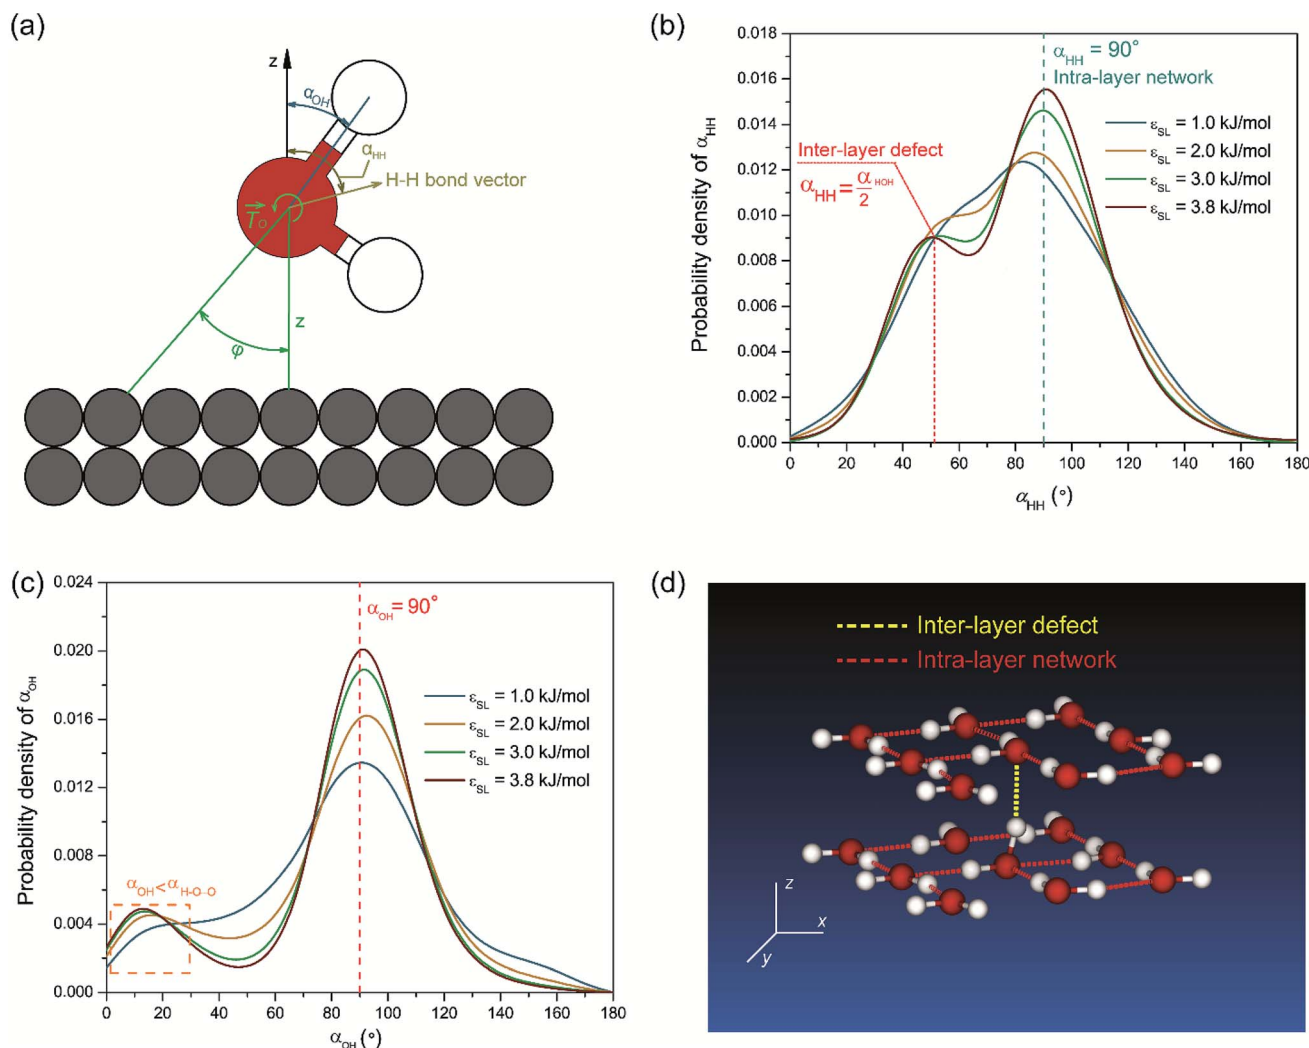 (a)
z
α_OH
α_HH
H-H bond vector
T_O
z
φ
(b)
Probability density of α_HH
0.018
0.016
0.014
0.012
0.010
0.008
0.006
0.004
0.002
0.000
α_HH = 90°
Intra-layer network
ε_SL = 1.0 kJ/mol
ε_SL = 2.0 kJ/mol
ε_SL = 3.0 kJ/mol
ε_SL = 3.8 kJ/mol
Inter-layer defect
α_HH = α_HOH / 2
0 20 40 60 80 100 120 140 160 180
α_HH (°)
(c)
Probability density of α_OH
0.024
0.020
0.016
0.012
0.008
0.004
0.000
α_OH = 90°
ε_SL = 1.0 kJ/mol
ε_SL = 2.0 kJ/mol
ε_SL = 3.0 kJ/mol
ε_SL = 3.8 kJ/mol
α_OH < α_H-O-O
0 20 40 60 80 100 120 140 160 180
α_OH (°)
(d)
Inter-layer defect
Intra-layer network
z
x
y